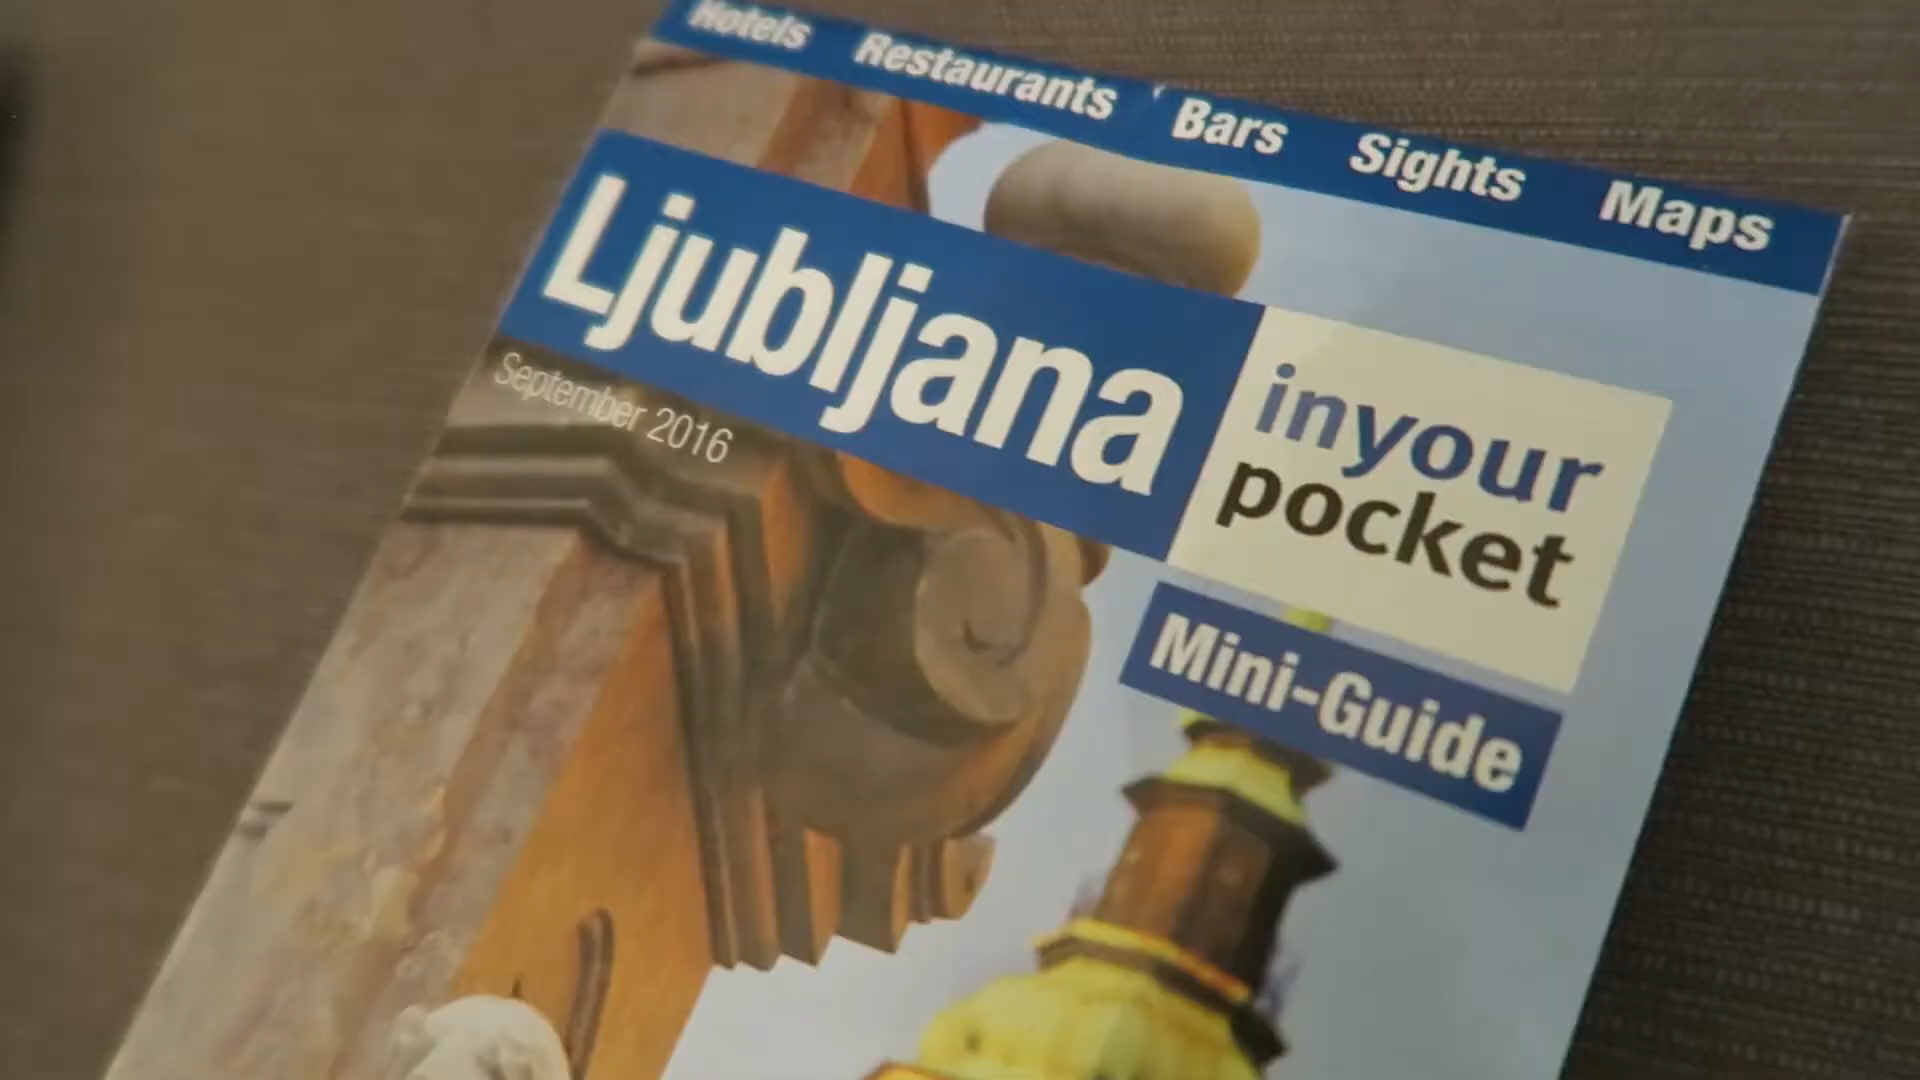 Hotels Restaurants Bars Sights Maps
Ljubljana
inyour
pocket
September 2016
Mini-Guide